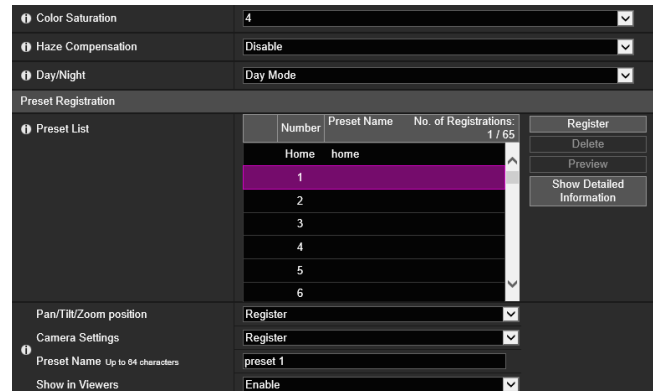 Color Saturation 4
Haze Compensation Disable
Day/Night Day Mode
Preset Registration
Preset List
Number Preset Name No. of Registrations:
1 / 65
Home home
1
2
3
4
5
6
Register
Delete
Preview
Show Detailed
Information
Pan/Tilt/Zoom position Register
Camera Settings Register
Preset Name Up to 64 characters preset 1
Show in Viewers Enable